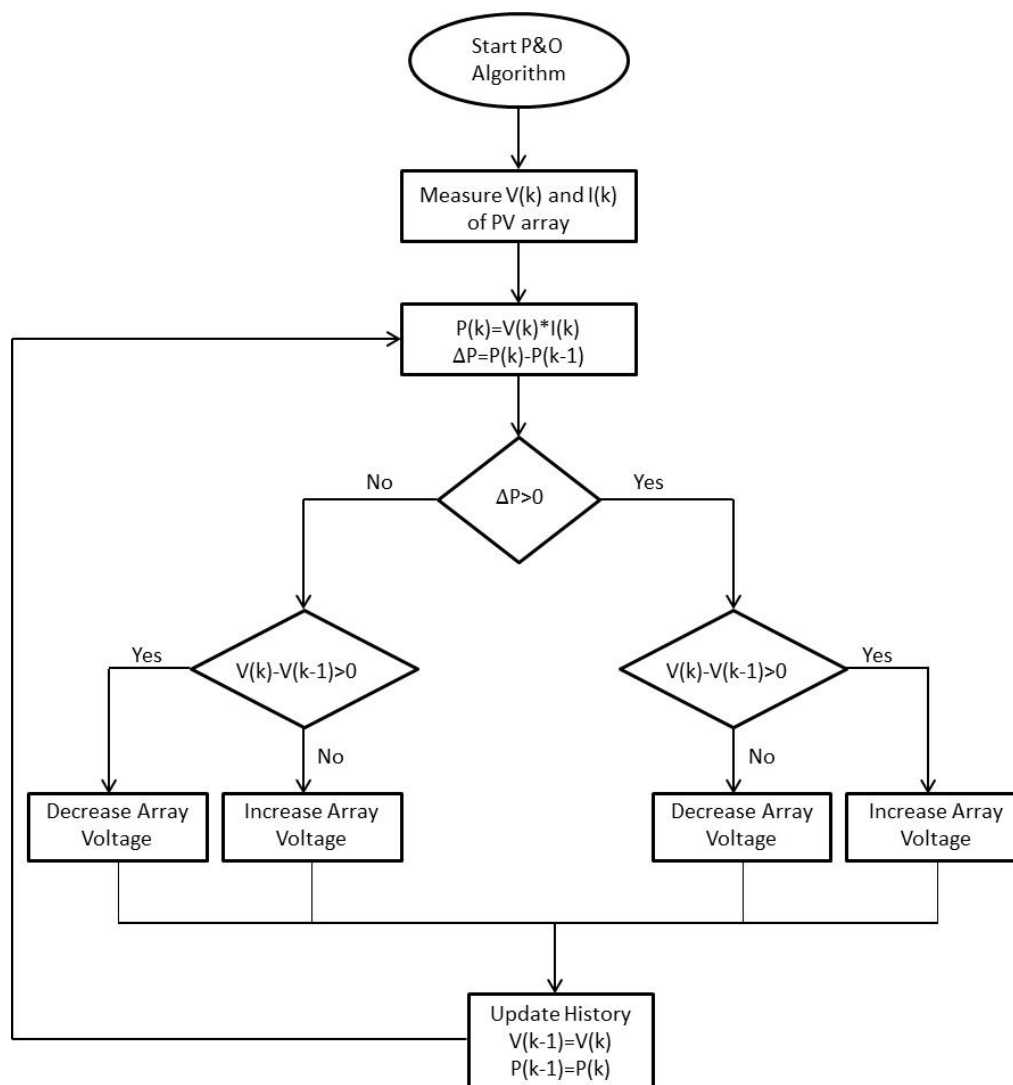 Start P&O
Algorithm
Measure V(k) and I(k)
of PV array
P(k)=V(k)*I(k)
ΔP=P(k)-P(k-1)
No
ΔP>0
Yes
Yes
V(k)-V(k-1)>0
No
V(k)-V(k-1)>0
Yes
No
Decrease Array
Voltage
Increase Array
Voltage
Decrease Array
Voltage
Increase Array
Voltage
Update History
V(k-1)=V(k)
P(k-1)=P(k)